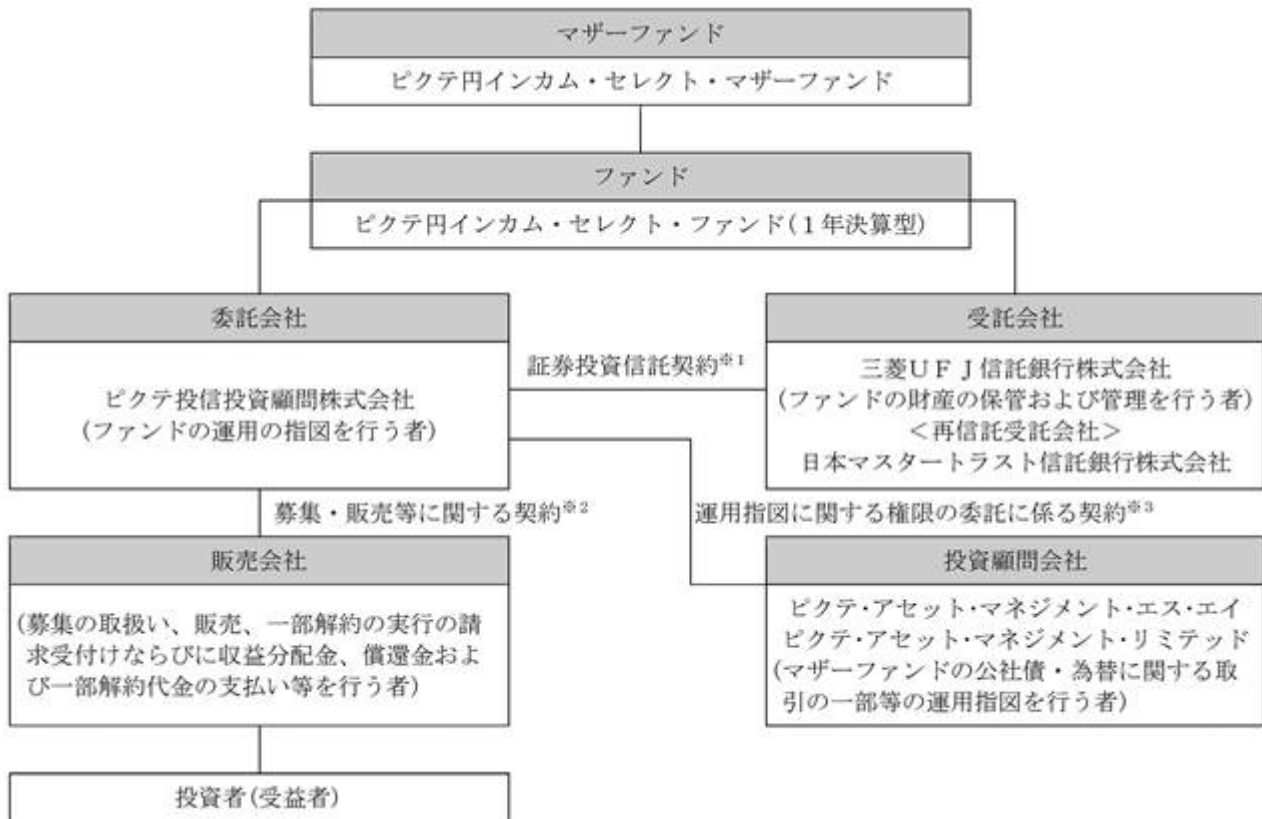 マザーファンド
ピクテ円インカム・セレクト・マザーファンド
ファンド
ピクテ円インカム・セレクト・ファンド(１年決算型)
委託会社
ピクテ投信投資顧問株式会社
(ファンドの運用の指図を行う者)
証券投資信託契約※1
受託会社
三菱ＵＦＪ信託銀行株式会社
(ファンドの財産の保管および管理を行う者)
＜再信託受託会社＞
日本マスタートラスト信託銀行株式会社
募集・販売等に関する契約※2
運用指図に関する権限の委託に係る契約※3
販売会社
(募集の取扱い、販売、一部解約の実行の請
求受付けならびに収益分配金、償還金およ
び一部解約代金の支払い等を行う者)
投資顧問会社
ピクテ・アセット・マネジメント・エス・エイ
ピクテ・アセット・マネジメント・リミテッド
(マザーファンドの公社債・為替に関する取
引の一部等の運用指図を行う者)
投資者(受益者)